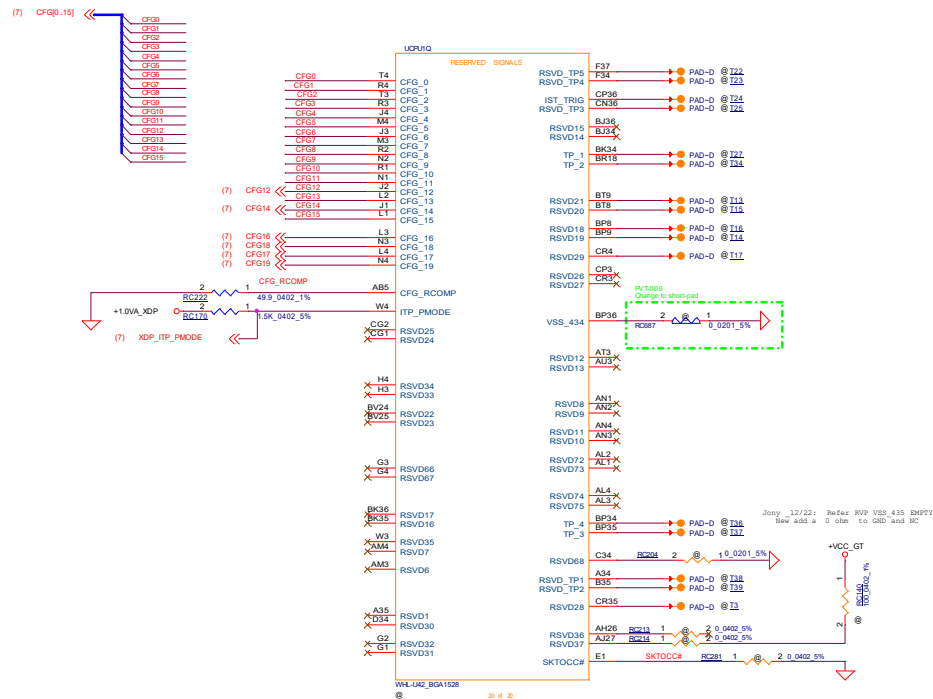 (7) CFG[0..15]
CFG0
CFG1
CFG2
CFG3
CFG4
CFG5
CFG6
CFG7
CFG8
CFG9
CFG10
CFG11
CFG12
CFG13
CFG14
CFG15
UCPU1Q
RESERVED SIGNALS
CFG0 T4 CFG_0
CFG1 R4 CFG_1
CFG2 T3 CFG_2
CFG3 R3 CFG_3
CFG4 J4 CFG_4
CFG5 M4 CFG_5
CFG6 J3 CFG_6
CFG7 M3 CFG_7
CFG8 R2 CFG_8
CFG9 N2 CFG_9
CFG10 R1 CFG_10
CFG11 N1 CFG_11
(7) CFG12 CFG12 J2 CFG_12
CFG13 L2 CFG_13
(7) CFG14 CFG14 J1 CFG_14
CFG15 L1 CFG_15
(7) CFG16 L3 CFG_16
(7) CFG18 N3 CFG_18
(7) CFG17 L4 CFG_17
(7) CFG19 N4 CFG_19
CFG_RCOMP
2 1 AB5 CFG_RCOMP
RC222 49.9_0402_1%
+1.0VA_XDP 2 1 W4 ITP_PMODE
RC170 1.5K_0402_5%
(7) XDP_ITP_PMODE
CG2 RSVD25
CG1 RSVD24
H4 RSVD34
H3 RSVD33
BV24 RSVD22
BV25 RSVD23
G3 RSVD66
G4 RSVD67
BK36 RSVD17
BK35 RSVD16
W3 RSVD35
AM4 RSVD7
AM3 RSVD6
A35 RSVD1
D34 RSVD30
G2 RSVD32
G1 RSVD31
RSVD_TP5 F37 PAD~D @ T22
RSVD_TP4 F34 PAD~D @ T23
IST_TRIG CP36 PAD~D @ T24
RSVD_TP3 CN36 PAD~D @ T25
RSVD15 BJ36
RSVD14 BJ34
TP_1 BK34 PAD~D @ T27
TP_2 BR18 PAD~D @ T34
RSVD21 BT9 PAD~D @ T13
RSVD20 BT8 PAD~D @ T15
RSVD18 BP8 PAD~D @ T16
RSVD19 BP9 PAD~D @ T14
RSVD29 CR4 PAD~D @ T17
RSVD26 CP3
RSVD27 CR3
PVT-009
Change to short-pad
VSS_434 BP36 2 @ 1
RC687 0_0201_5%
RSVD12 AT3
RSVD13 AU3
RSVD8 AN1
RSVD9 AN2
RSVD11 AN4
RSVD10 AN3
RSVD72 AL2
RSVD73 AL1
RSVD74 AL4
RSVD75 AL3
Jony _12/22: Refer RVP VSS_435 EMPTY
New add a 0 ohm to GND and NC
TP_4 BP34 PAD~D @ T36
TP_3 BP35 PAD~D @ T37
+VCC_GT
RSVD68 C34 RC204 2 @ 1 0_0201_5%
RSVD_TP1 A34 PAD~D @ T38
RSVD_TP2 B35 PAD~D @ T39
1 RC140 100_0402_1% 2 @
RSVD28 CR35 PAD~D @ T3
RSVD36 AH26 RC213 1 @ 2 0_0402_5%
RSVD37 AJ27 RC214 1 @ 2 0_0402_5%
SKTOCC# E1 SKTOCC# RC281 1 @ 2 0_0402_5%
WHL-U42_BGA1528
@
20 of 20